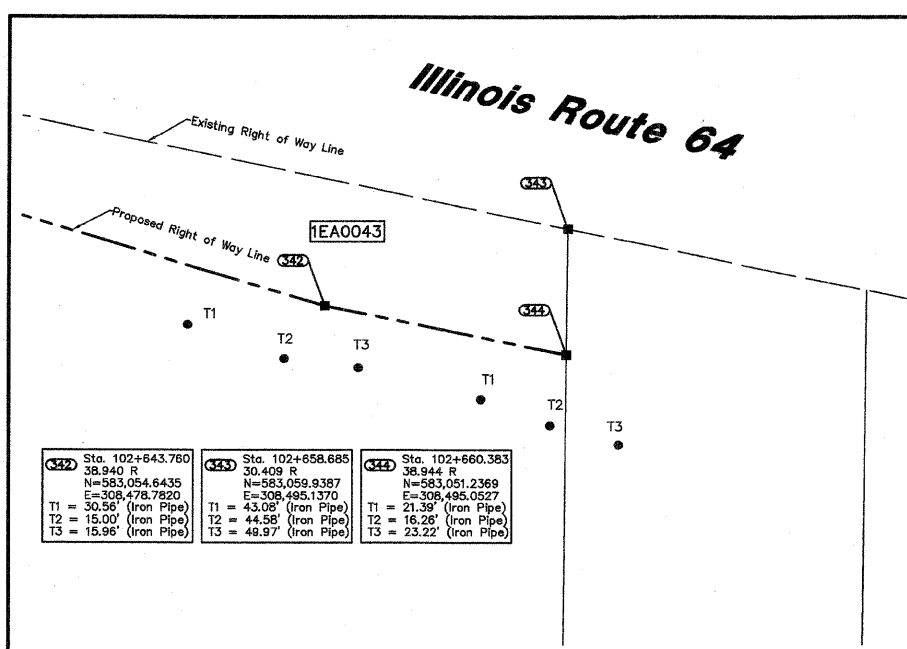 Illinois Route 64
Existing Right of Way Line
343
Proposed Right of Way Line
1EA0043
342
344
T1
T2
T3
T1
T2
T3
342 Sta. 102+643.760
38.940 R
N=583,054.6435
E=308,478.7820
T1 = 30.56' (Iron Pipe)
T2 = 15.00' (Iron Pipe)
T3 = 15.96' (Iron Pipe)
343 Sta. 102+658.685
30.409 R
N=583,059.9387
E=308,495.1370
T1 = 43.08' (Iron Pipe)
T2 = 44.58' (Iron Pipe)
T3 = 49.97' (Iron Pipe)
344 Sta. 102+660.383
38.944 R
N=583,051.2369
E=308,495.0527
T1 = 21.39' (Iron Pipe)
T2 = 16.26' (Iron Pipe)
T3 = 23.22' (Iron Pipe)